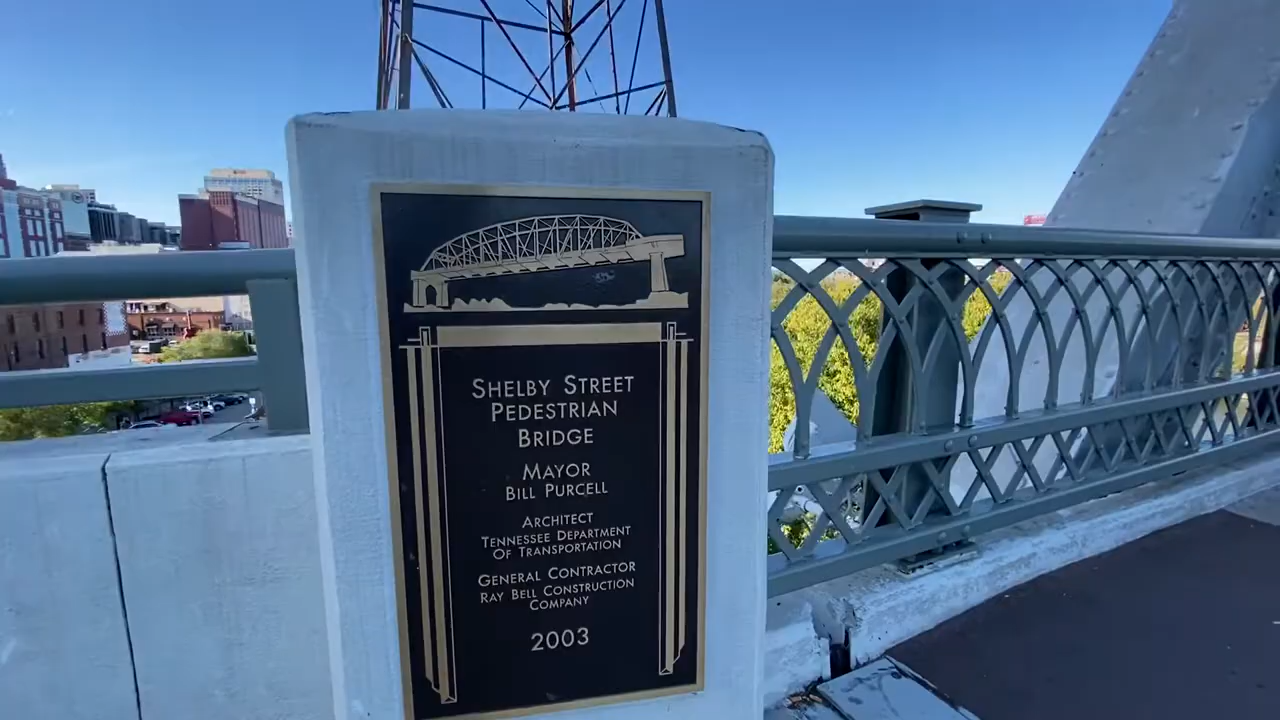 SHELBY STREET
PEDESTRIAN
BRIDGE
MAYOR
BILL PURCELL
ARCHITECT
TENNESSEE DEPARTMENT
OF TRANSPORTATION
GENERAL CONTRACTOR
RAY BELL CONSTRUCTION
COMPANY
2003